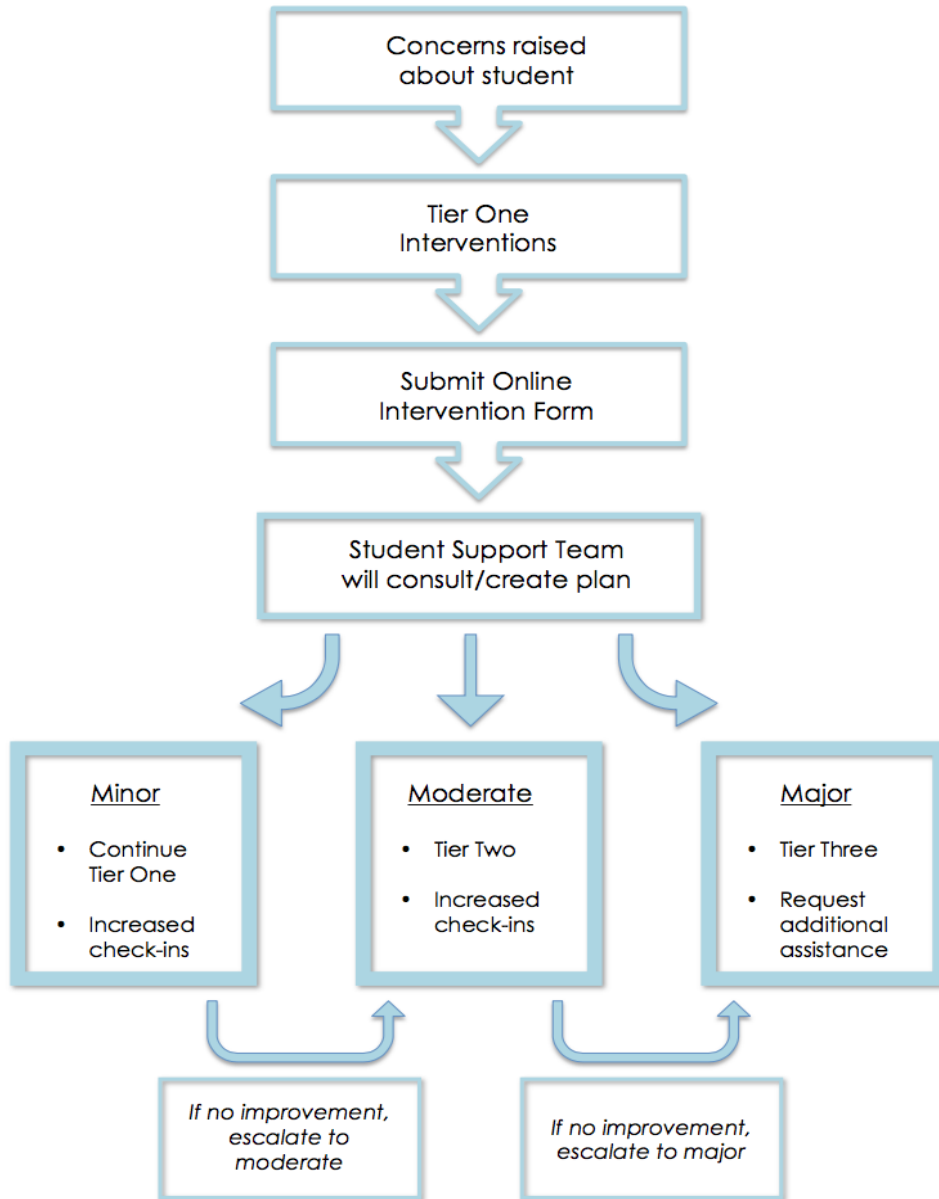 Concerns raised
about student
Tier One
Interventions
Submit Online
Intervention Form
Student Support Team
will consult/create plan
Minor
• Continue
Tier One
• Increased
check-ins
Moderate
• Tier Two
• Increased
check-ins
Major
• Tier Three
• Request
additional
assistance
If no improvement,
escalate to
moderate
If no improvement,
escalate to major